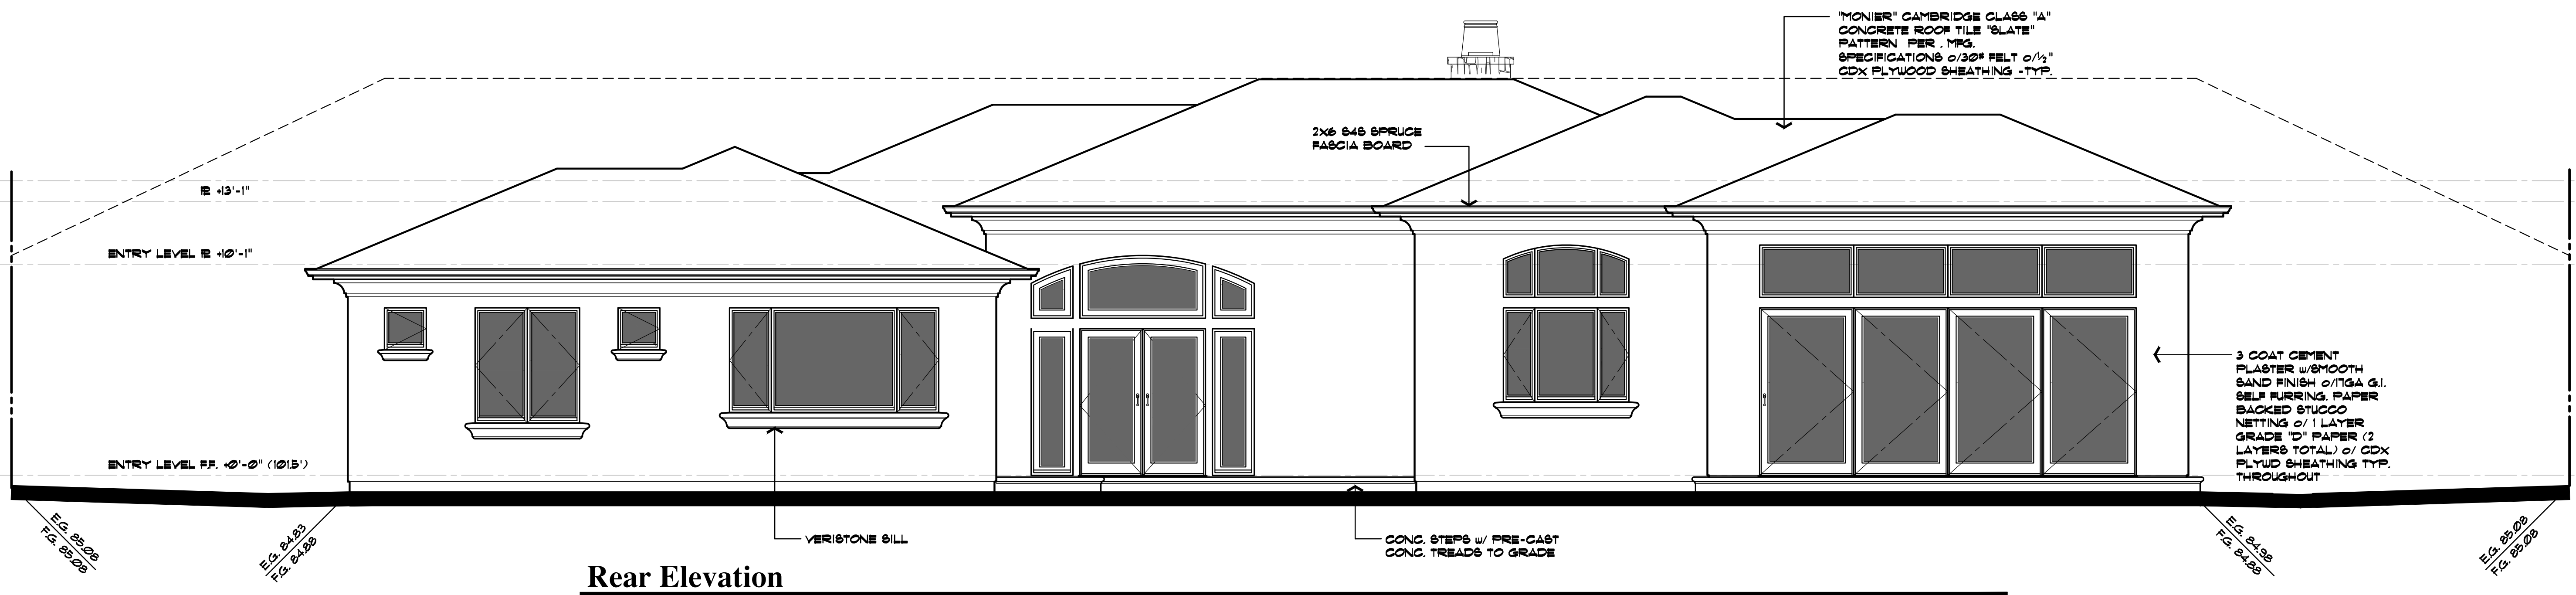 "MONIER" CAMBRIDGE CLASS "A"
CONCRETE ROOF TILE "SLATE"
PATTERN PER . MFG.
SPECIFICATIONS o/30# FELT o/½"
CDX PLYWOOD SHEATHING -TYP.
2X6 S4S SPRUCE
FASCIA BOARD
PL +13'-1"
ENTRY LEVEL PL +10'-1"
3 COAT CEMENT
PLASTER w/SMOOTH
SAND FINISH o/17GA G.I.
SELF FURRING, PAPER
BACKED STUCCO
NETTING o/ 1 LAYER
GRADE "D" PAPER (2
LAYERS TOTAL) o/ CDX
PLYWD SHEATHING TYP.
THROUGHOUT
ENTRY LEVEL F.F. +0'-0" (101.5')
E.G. 85.08
F.G. 85.08
E.G. 84.83
F.G. 84.88
VERISTONE SILL
CONC. STEPS w/ PRE-CAST
CONC. TREADS TO GRADE
E.G. 84.98
F.G. 84.88
E.G. 85.08
F.G. 85.08
Rear Elevation